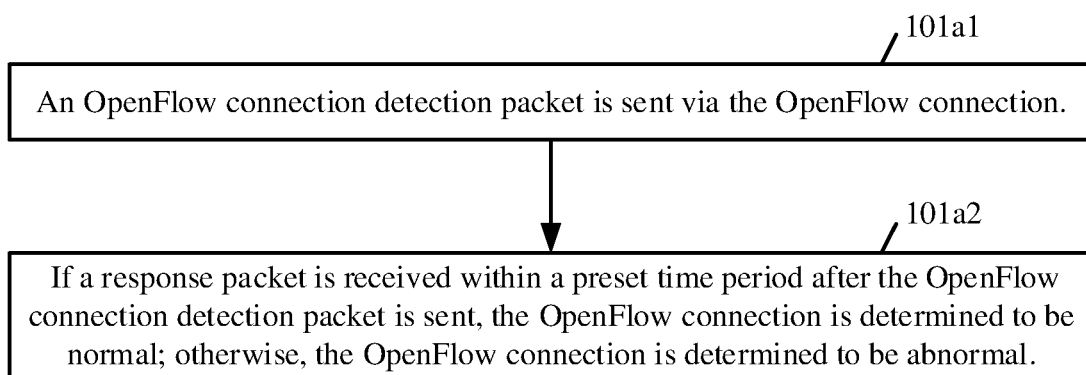 101a1
An OpenFlow connection detection packet is sent via the OpenFlow connection.
101a2
If a response packet is received within a preset time period after the OpenFlow
connection detection packet is sent, the OpenFlow connection is determined to be
normal; otherwise, the OpenFlow connection is determined to be abnormal.